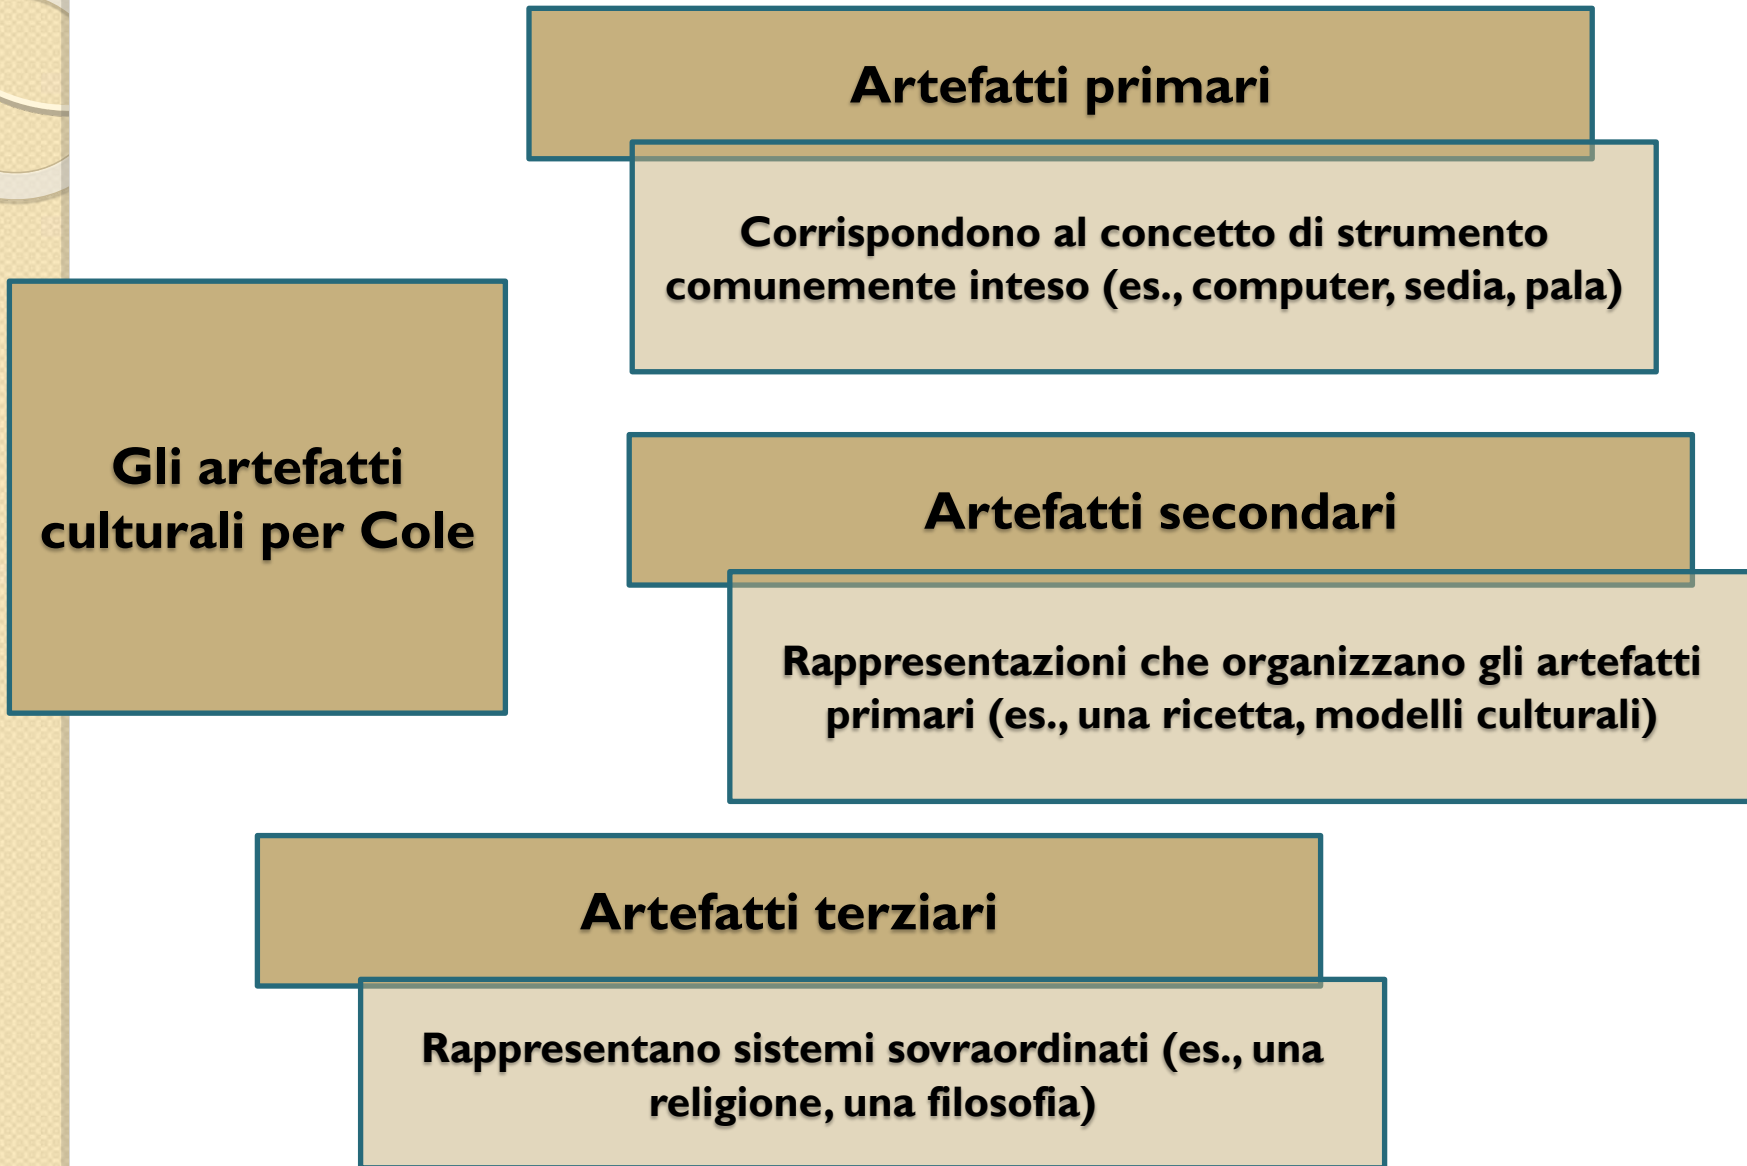 Artefatti primari
Corrispondono al concetto di strumento
comunemente inteso (es., computer, sedia, pala)
Gli artefatti
culturali per Cole
Artefatti secondari
Rappresentazioni che organizzano gli artefatti
primari (es., una ricetta, modelli culturali)
Artefatti terziari
Rappresentano sistemi sovraordinati (es., una
religione, una filosofia)